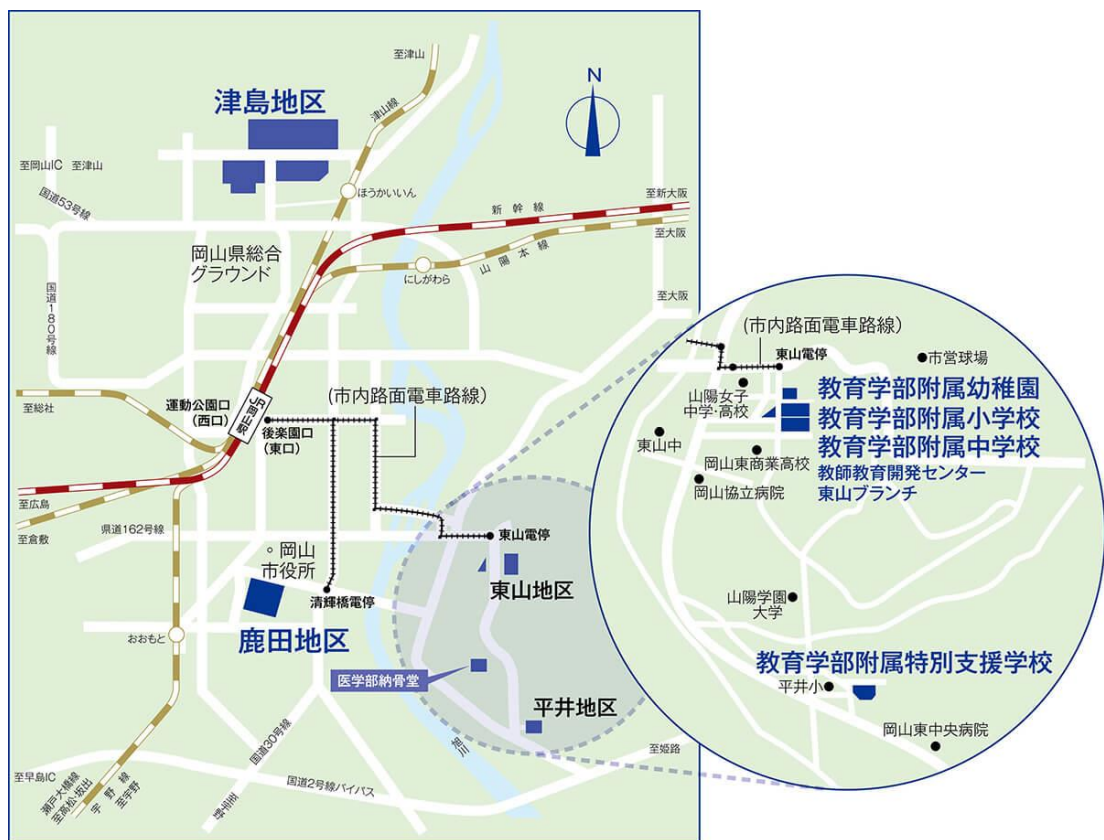 至津山
津山線
津島地区
N
至岡山IC
至津山
国道53号線
ほうかいいん
至新大阪
新幹線
至大阪
山陽本線
岡山県総合
グラウンド
にしがわら
国道180号線
至大阪
(市内路面電車路線)
東山電停
市営球場
山陽女子
中学・高校
教育学部附属幼稚園
教育学部附属小学校
教育学部附属中学校
教師教育開発センター
東山ブランチ
東山中
岡山東商業高校
岡山協立病院
至総社
運動公園口
(西口)
JR岡山駅
後楽園口
(東口)
(市内路面電車路線)
至広島
至倉敷
県道162号線
岡山
市役所
東山電停
東山地区
清輝橋電停
鹿田地区
おおもと
医学部納骨堂
平井地区
山陽学園
大学
教育学部附属特別支援学校
平井小
岡山東中央病院
旭川
至姫路
国道30号線
国道2号線バイパス
至早島IC
瀬戸大橋線
至高松・坂出
宇野線
至宇野
至玉野